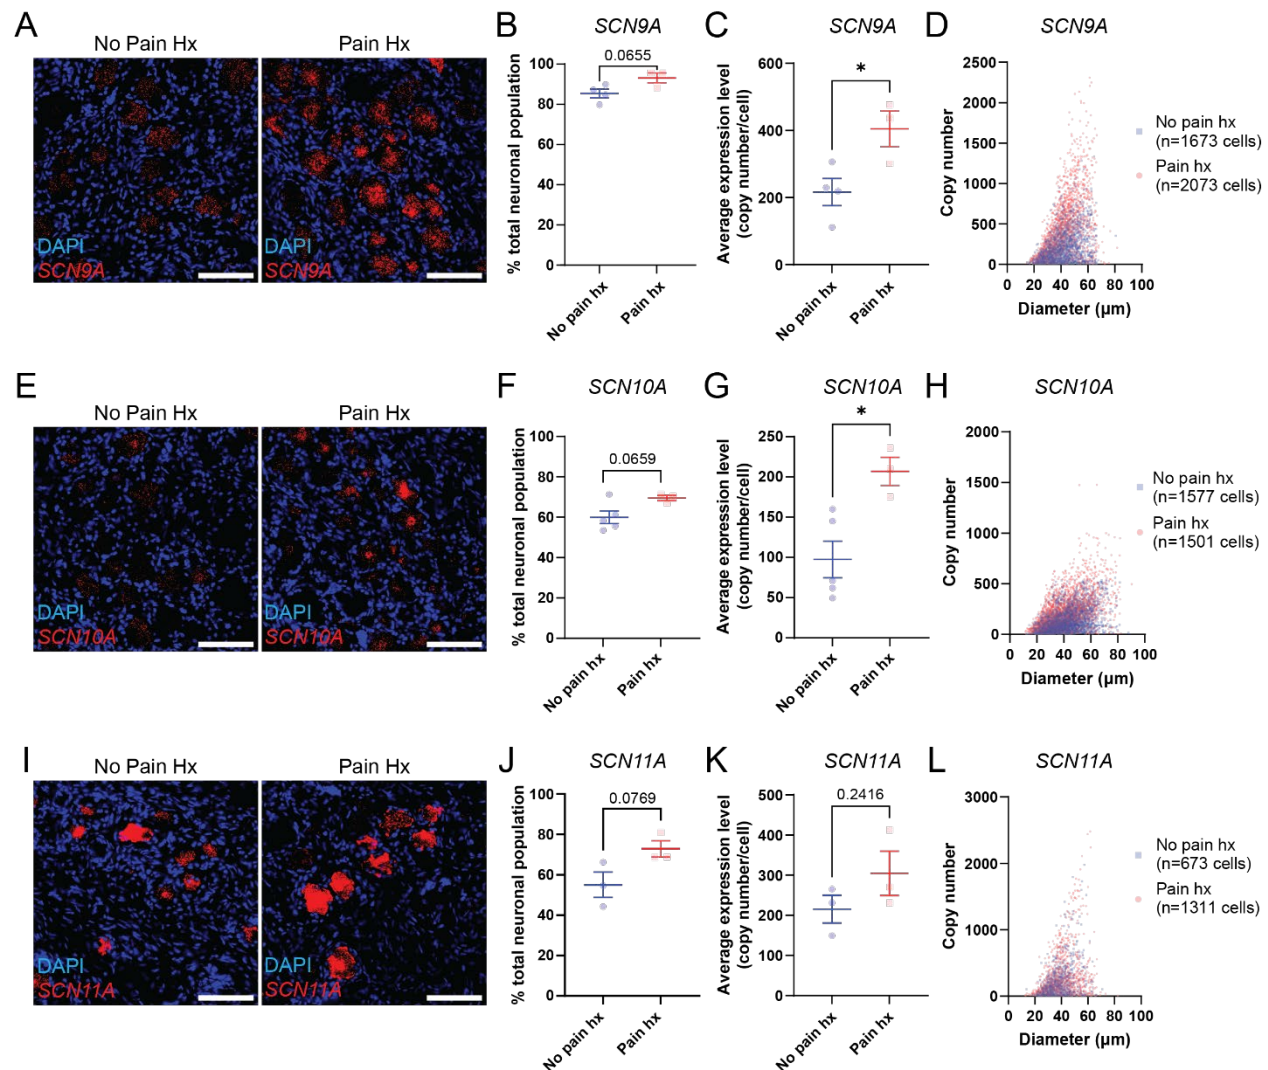 A
No Pain Hx
Pain Hx
DAPI
SCN9A
DAPI
SCN9A
B
SCN9A
0.0655
% total neuronal population
100
80
60
40
20
0
No pain hx
Pain hx
C
SCN9A
*
Average expression level
(copy number/cell)
600
400
200
0
No pain hx
Pain hx
D
SCN9A
Copy number
2500
2000
1500
1000
500
0
0 20 40 60 80 100
Diameter (µm)
No pain hx
(n=1673 cells)
Pain hx
(n=2073 cells)
E
No Pain Hx
Pain Hx
DAPI
SCN10A
DAPI
SCN10A
F
SCN10A
0.0659
% total neuronal population
100
80
60
40
20
0
No pain hx
Pain hx
G
SCN10A
*
Average expression level
(copy number/cell)
250
200
150
100
50
0
No pain hx
Pain hx
H
SCN10A
Copy number
2000
1500
1000
500
0
0 20 40 60 80 100
Diameter (µm)
No pain hx
(n=1577 cells)
Pain hx
(n=1501 cells)
I
No Pain Hx
Pain Hx
DAPI
SCN11A
DAPI
SCN11A
J
SCN11A
0.0769
% total neuronal population
100
80
60
40
20
0
No pain hx
Pain hx
K
SCN11A
0.2416
Average expression level
(copy number/cell)
500
400
300
200
100
0
No pain hx
Pain hx
L
SCN11A
Copy number
3000
2000
1000
0
0 20 40 60 80 100
Diameter (µm)
No pain hx
(n=673 cells)
Pain hx
(n=1311 cells)